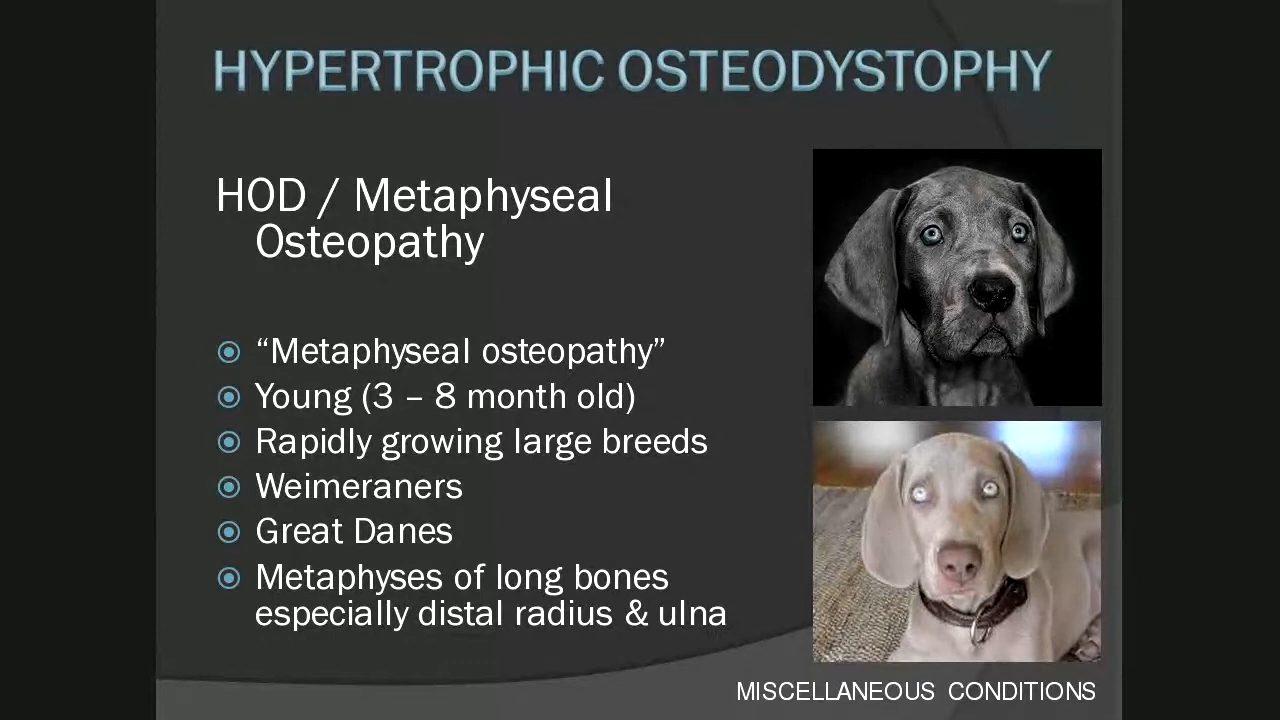 HYPERTROPHIC OSTEODYSTOPHY
HOD / Metaphyseal
Osteopathy
“Metaphyseal osteopathy”
Young (3 – 8 month old)
Rapidly growing large breeds
Weimeraners
Great Danes
Metaphyses of long bones
especially distal radius & ulna
MISCELLANEOUS CONDITIONS